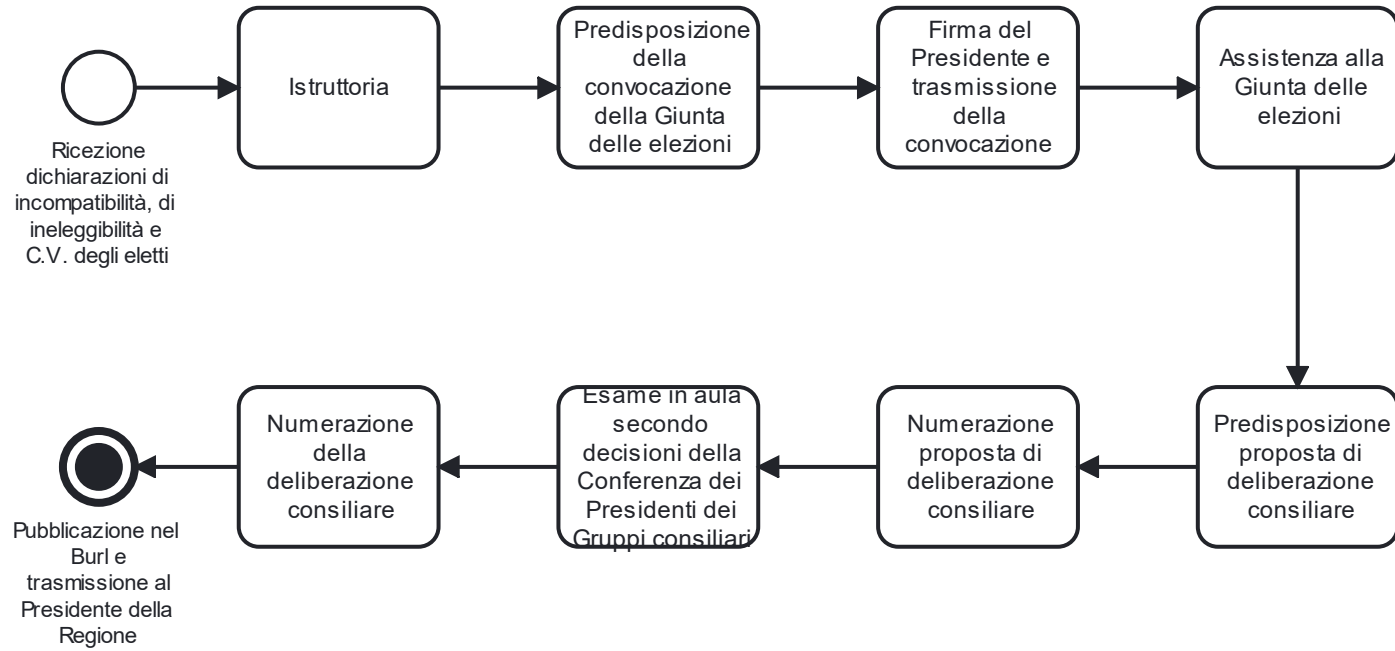 Ricezione
dichiarazioni di
incompatibilità, di
ineleggibilità e
C.V. degli eletti
Istruttoria
Predisposizione
della
convocazione
della Giunta
delle elezioni
Firma del
Presidente e
trasmissione
della
convocazione
Assistenza alla
Giunta delle
elezioni
Predisposizione
proposta di
deliberazione
consiliare
Numerazione
proposta di
deliberazione
consiliare
Esame in aula
secondo
decisioni della
Conferenza dei
Presidenti dei
Gruppi consiliari
Numerazione
della
deliberazione
consiliare
Pubblicazione nel
Burl e
trasmissione al
Presidente della
Regione